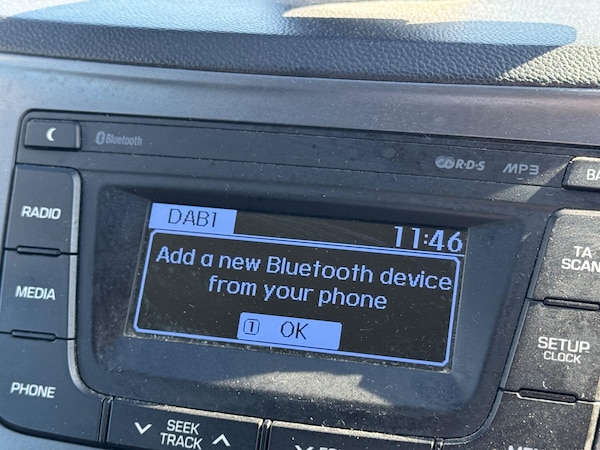 Bluetooth
R·D·S MP3
BA
RADIO
DAB1
11:46
TA
SCAN
Add a new Bluetooth device
from your phone
MEDIA
1 OK
SETUP
CLOCK
PHONE
SEEK
TRACK